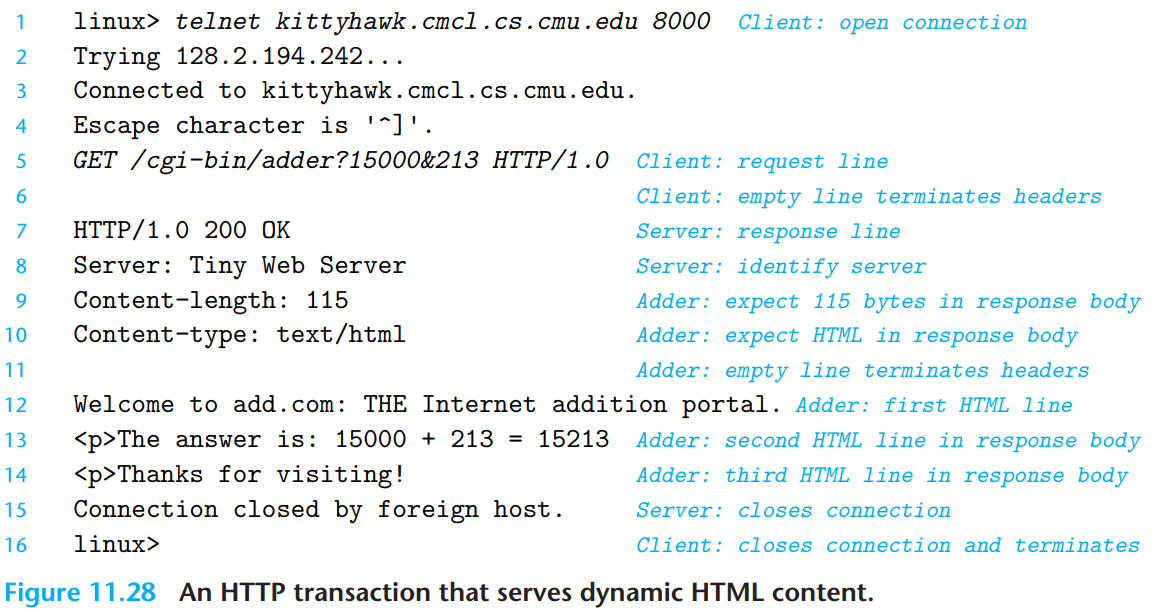 1 linux> telnet kittyhawk.cmcl.cs.cmu.edu 8000 Client: open connection
2 Trying 128.2.194.242...
3 Connected to kittyhawk.cmcl.cs.cmu.edu.
4 Escape character is '^]'.
5 GET /cgi-bin/adder?15000&213 HTTP/1.0 Client: request line
6 Client: empty line terminates headers
7 HTTP/1.0 200 OK Server: response line
8 Server: Tiny Web Server Server: identify server
9 Content-length: 115 Adder: expect 115 bytes in response body
10 Content-type: text/html Adder: expect HTML in response body
11 Adder: empty line terminates headers
12 Welcome to add.com: THE Internet addition portal. Adder: first HTML line
13 <p>The answer is: 15000 + 213 = 15213 Adder: second HTML line in response body
14 <p>Thanks for visiting! Adder: third HTML line in response body
15 Connection closed by foreign host. Server: closes connection
16 linux> Client: closes connection and terminates
Figure 11.28 An HTTP transaction that serves dynamic HTML content.